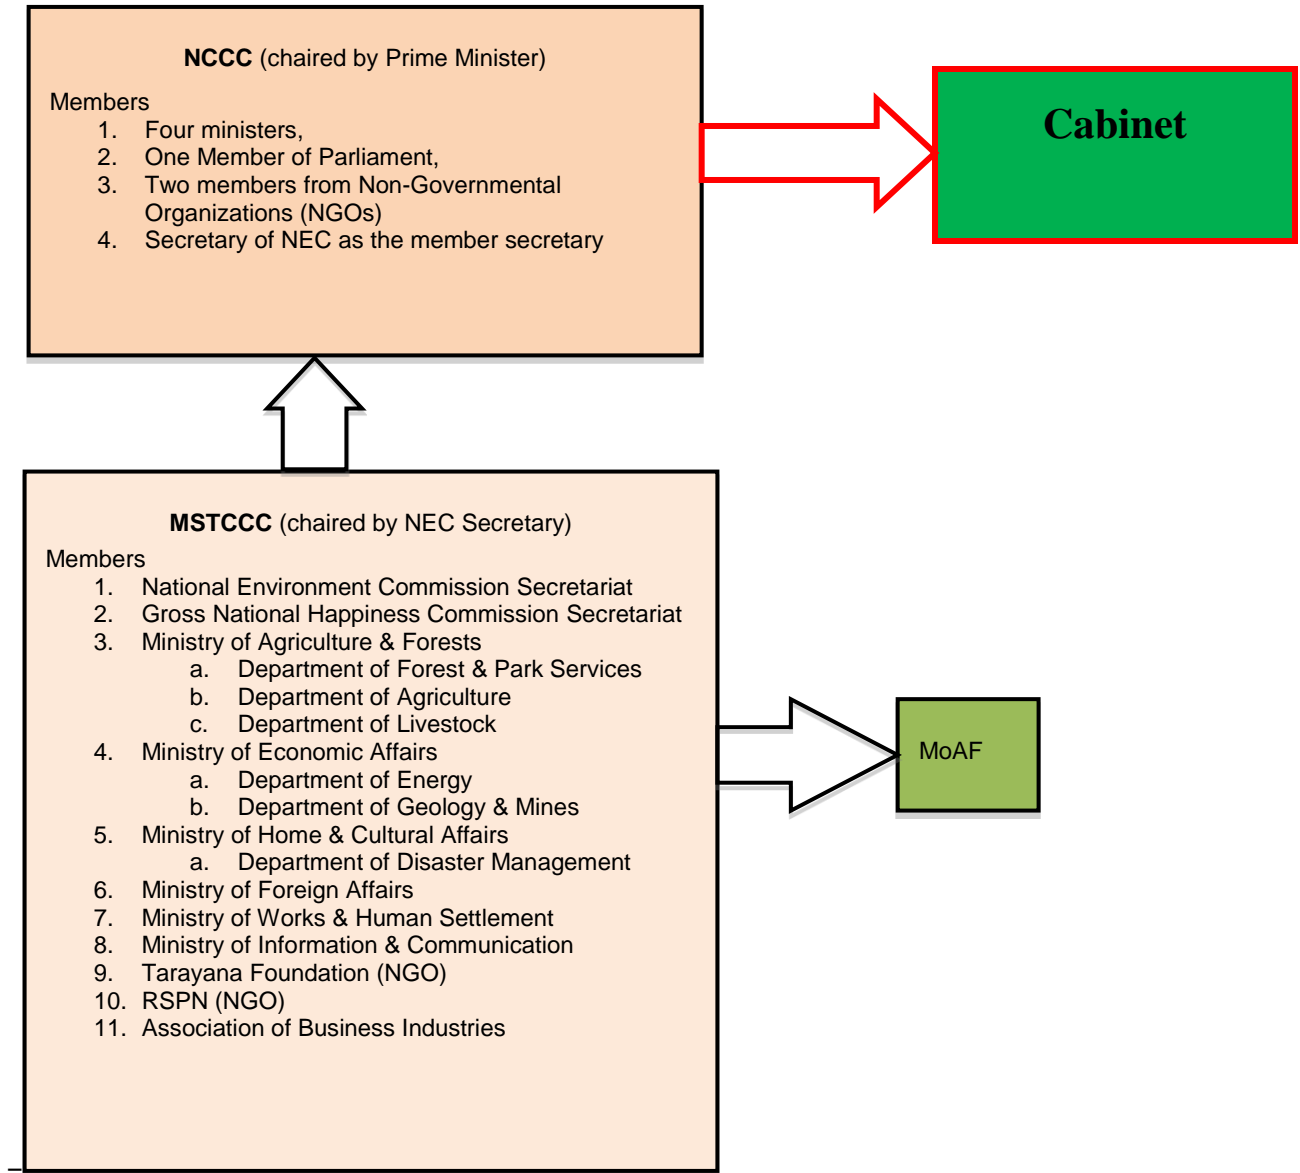 NCCC (chaired by Prime Minister)
Members
1. Four ministers,
2. One Member of Parliament,
3. Two members from Non-Governmental
Organizations (NGOs)
4. Secretary of NEC as the member secretary
Cabinet
MSTCCC (chaired by NEC Secretary)
Members
1. National Environment Commission Secretariat
2. Gross National Happiness Commission Secretariat
3. Ministry of Agriculture & Forests
a. Department of Forest & Park Services
b. Department of Agriculture
c. Department of Livestock
4. Ministry of Economic Affairs
a. Department of Energy
b. Department of Geology & Mines
5. Ministry of Home & Cultural Affairs
a. Department of Disaster Management
6. Ministry of Foreign Affairs
7. Ministry of Works & Human Settlement
8. Ministry of Information & Communication
9. Tarayana Foundation (NGO)
10. RSPN (NGO)
11. Association of Business Industries
MoAF